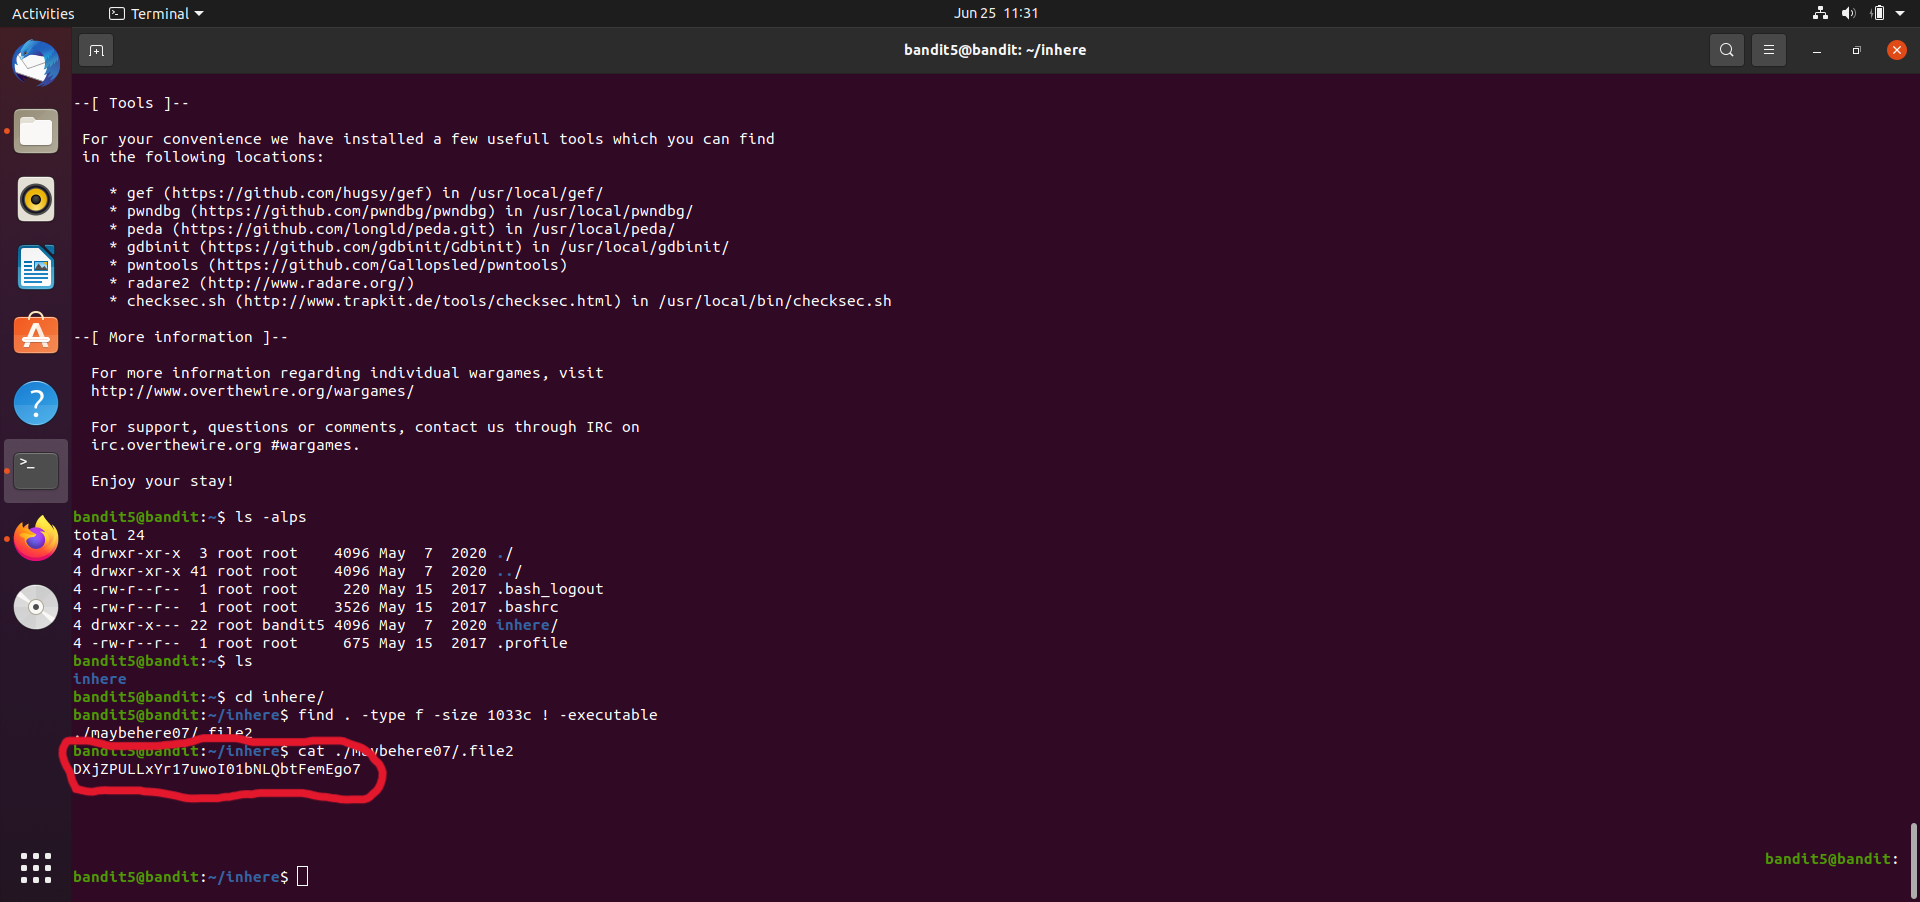 Activities
Terminal
Jun 25 11:31
bandit5@bandit: ~/inhere
--[ Tools ]--
For your convenience we have installed a few usefull tools which you can find
in the following locations:
* gef (https://github.com/hugsy/gef) in /usr/local/gef/
* pwndbg (https://github.com/pwndbg/pwndbg) in /usr/local/pwndbg/
* peda (https://github.com/longld/peda.git) in /usr/local/peda/
* gdbinit (https://github.com/gdbinit/Gdbinit) in /usr/local/gdbinit/
* pwntools (https://github.com/Gallopsled/pwntools)
* radare2 (http://www.radare.org/)
* checksec.sh (http://www.trapkit.de/tools/checksec.html) in /usr/local/bin/checksec.sh
--[ More information ]--
For more information regarding individual wargames, visit
http://www.overthewire.org/wargames/
For support, questions or comments, contact us through IRC on
irc.overthewire.org #wargames.
Enjoy your stay!
bandit5@bandit:~$ ls -alps
total 24
4 drwxr-xr-x  3 root root    4096 May  7  2020 ./
4 drwxr-xr-x 41 root root    4096 May  7  2020 ../
4 -rw-r--r--  1 root root     220 May 15  2017 .bash_logout
4 -rw-r--r--  1 root root    3526 May 15  2017 .bashrc
4 drwxr-x--- 22 root bandit5 4096 May  7  2020 inhere/
4 -rw-r--r--  1 root root     675 May 15  2017 .profile
bandit5@bandit:~$ ls
inhere
bandit5@bandit:~$ cd inhere/
bandit5@bandit:~/inhere$ find . -type f -size 1033c ! -executable
./maybehere07/.file2
bandit5@bandit:~/inhere$ cat ./maybehere07/.file2
DXjZPULLxYr17uwoI01bNLQbtFemEgo7
bandit5@bandit:
bandit5@bandit:~/inhere$